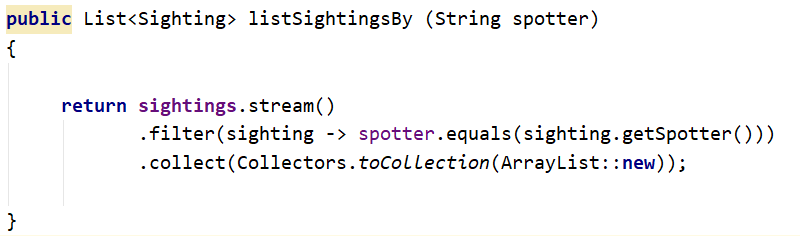 public List<Sighting> listSightingsBy (String spotter)
{
return sightings.stream()
.filter(sighting -> spotter.equals(sighting.getSpotter()))
.collect(Collectors.toCollection(ArrayList::new));
}